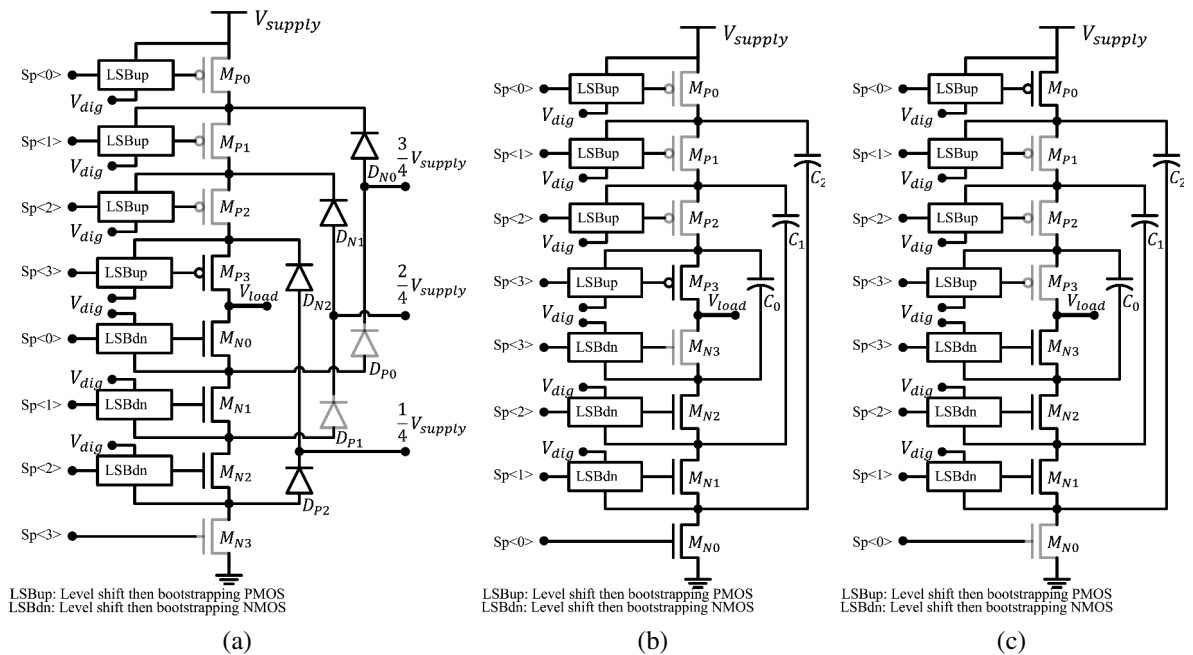 V_supply
Sp<0> LSBup M_P0
V_dig
Sp<1> LSBup M_P1
V_dig
D_N0 3/4 V_supply
Sp<2> LSBup M_P2
V_dig
D_N1
Sp<3> LSBup M_P3
D_N2 2/4 V_supply
V_dig V_load
Sp<0> LSBdn M_N0
D_P0
V_dig
Sp<1> LSBdn M_N1
D_P1 1/4 V_supply
V_dig
Sp<2> LSBdn M_N2
D_P2
Sp<3> M_N3
LSBup: Level shift then bootstrapping PMOS
LSBdn: Level shift then bootstrapping NMOS
(a)
V_supply
Sp<0> LSBup M_P0
V_dig
Sp<1> LSBup M_P1
C_2
V_dig
Sp<2> LSBup M_P2
C_1
V_dig
Sp<3> LSBup M_P3
C_0
V_dig V_load
Sp<3> LSBdn M_N3
V_dig
Sp<2> LSBdn M_N2
V_dig
Sp<1> LSBdn M_N1
Sp<0> M_N0
LSBup: Level shift then bootstrapping PMOS
LSBdn: Level shift then bootstrapping NMOS
(b)
V_supply
Sp<0> LSBup M_P0
V_dig
Sp<1> LSBup M_P1
C_2
V_dig
Sp<2> LSBup M_P2
C_1
V_dig
Sp<3> LSBup M_P3
C_0
V_dig V_load
Sp<3> LSBdn M_N3
V_dig
Sp<2> LSBdn M_N2
V_dig
Sp<1> LSBdn M_N1
Sp<0> M_N0
LSBup: Level shift then bootstrapping PMOS
LSBdn: Level shift then bootstrapping NMOS
(c)